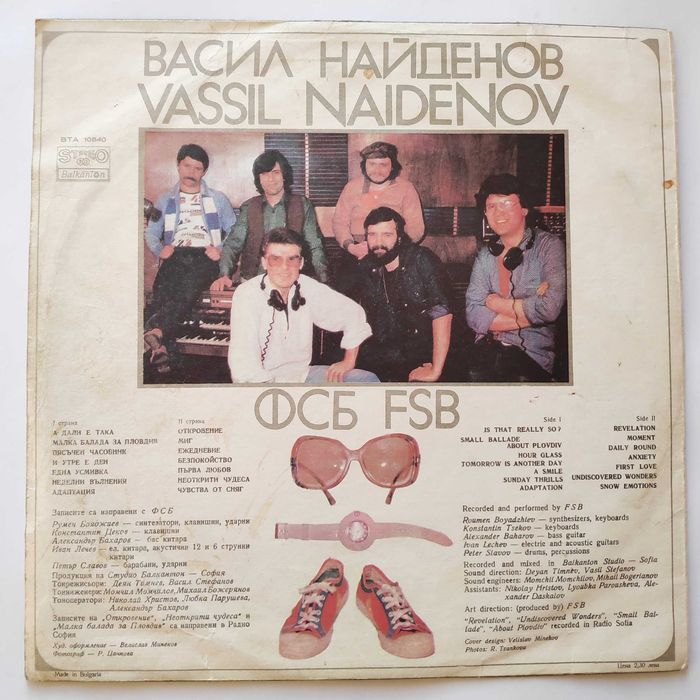 ВАСИЛ НАЙДЕНОВ
VASSIL NAIDENOV
BTA 10840
STEREO
Balkanton
ФСБ FSB
I страна
А ДАЛИ Е ТАКА
МАЛКА БАЛАДА ЗА ПЛОВДИВ
ПЯСЪЧЕН ЧАСОВНИК
И УТРЕ Е ДЕН
ЕДНА УСМИВКА
НЕДЕЛНИ ВЪЛНЕНИЯ
АДАПТАЦИЯ
II страна
ОТКРОВЕНИЕ
МИГ
ЕЖЕДНЕВИЕ
БЕЗПОКОЙСТВО
ПЪРВА ЛЮБОВ
НЕОТКРИТИ ЧУДЕСА
ЧУВСТВА ОТ СНЯГ
Side I
IS THAT REALLY SO?
SMALL BALLADE
ABOUT PLOVDIV
HOUR GLASS
TOMORROW IS ANOTHER DAY
A SMILE
SUNDAY THRILLS
ADAPTATION
Side II
REVELATION
MOMENT
DAILY ROUND
ANXIETY
FIRST LOVE
UNDISCOVERED WONDERS
SNOW EMOTIONS
Записите са направени с ФСБ
Румен Бояджиев — синтезатори, клавишни, ударни
Константин Цеков — клавишни
Александър Бахаров — бас китара
Иван Лечев — ел. китара, акустични 12 и 6 струнни
китари
Петър Славов — барабани, ударни
Продукция на Студио Балкантон — София
Тонрежисьори: Деян Тімнев, Васил Стефанов
Тонинженери: Момчил Момчилов, Михаил Божерянов
Тоноператори: Николай Христов, Любка Парушева,
Александър Бахаров
Записите на „Откровение", „Неоткрити чудеса" и
„Малка балада за Пловдив" са направени в Радио
София
Худ. оформление — Велислав Минеков
Фотограф — Р. Цанкова
Recorded and performed by FSB
Roumen Boyadzhiev — synthesizers, keyboards
Konstantin Tsekov — keyboards
Alexander Baharov — bass guitar
Ivan Lechev — electric and acoustic guitars
Peter Slavov — drums, percussions
Recorded and mixed in Balkanton Studio — Sofia
Sound direction: Deyan Timnev, Vasil Stefanov
Sound engineers: Momchil Momchilov, Mihail Bogerianov
Assistants: Nikolay Hristov, Lyoubka Parousheva, Alex-
ander Daskalov
Art direction: (produced by) FSB
"Revelation", "Undiscovered Wonders", "Small Bal-
lade", "About Plovdiv" recorded in Radio Sofia
Cover design: Velislav Minekov
Photos: R. Tsankova
Made in Bulgaria
Цена 2,30 лева